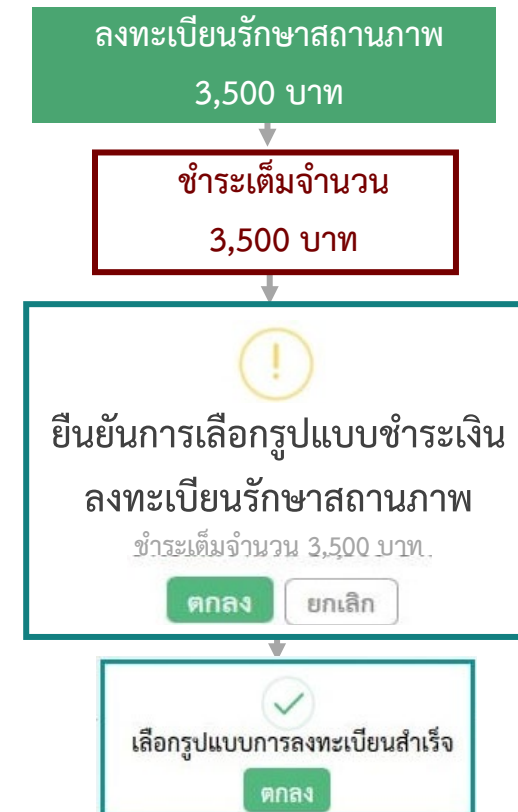 ลงทะเบียนรักษาสถานภาพ
3,500 บาท
ชำระเต็มจำนวน
3,500 บาท
!
ยืนยันการเลือกรูปแบบชำระเงิน
ลงทะเบียนรักษาสถานภาพ
ชำระเต็มจำนวน 3,500 บาท
ตกลง ยกเลิก
เลือกรูปแบบการลงทะเบียนสำเร็จ
ตกลง